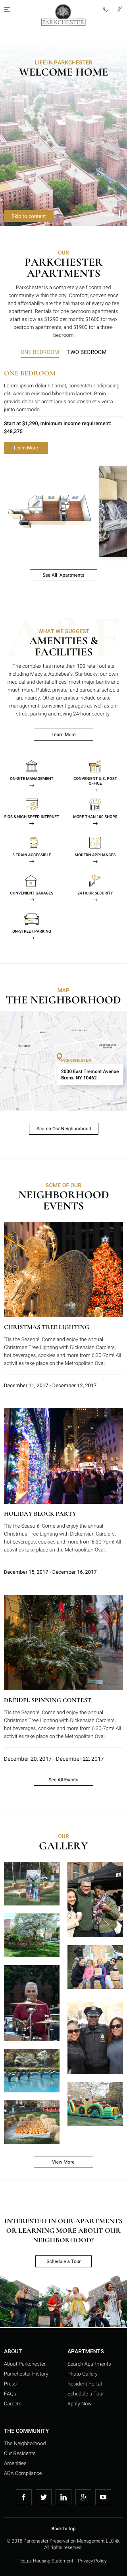 PARKCHESTER
LIFE IN PARKCHESTER
WELCOME HOME
Skip to content
OUR
PARKCHESTER
APARTMENTS
Parkchester is a completely self contained
community within the city. Comfort, convenience
and affordability are the hallmarks of every type of
apartment. Rentals for one bedroom apartments
start as low as $1290 per month, $1600 for two
bedrooms apartments, and $1900 for a three-
bedroom
ONE BEDROOM TWO BEDROOM
ONE BEDROOM
Lorem ipsum dolor sit amet, consectetur adipiscing
elit. Aenean euismod bibendum laoreet. Proin
gravida dolor sit amet lacus accumsan et viverra
justo commodo.
Start at $1,290, minimum income requirement:
$48,375
Learn More
See All Apartments
WHAT WE SUGGEST
AMENITIES &
FACILITIES
The complex has more than 100 retail outlets
including Macy's, Applebee's, Starbucks, our own
medical and dental offices, most major banks and
much more. Public, private, and parochial schools
are nearby. Other amenities include onsite
management, convenient garages as well as on-
street parking and roving 24-hour security.
Learn More
ON-SITE MANAGEMENT
CONVENIENT U.S. POST
OFFICE
FIOS & HIGH SPEED INTERNET
MORE THAN 100 SHOPS
6 TRAIN ACCESSIBLE
MODERN APPLIANCES
CONVENIENT GARAGES
24 HOUR SECURITY
ON-STREET PARKING
MAP
THE NEIGHBORHOOD
PARKCHESTER
2000 East Tremont Avenue
Bronx, NY 10462
Search Our Neighborhood
SOME OF OUR
NEIGHBORHOOD
EVENTS
CHRISTMAS TREE LIGHTING
'Tis the Season! Come and enjoy the annual
Christmas Tree Lighting with Dickensian Carolers,
hot beverages, cookies and more from 6:30-7pm! All
activities take place on the Metropolitan Oval.
December 11, 2017 - December 12, 2017
HOLIDAY BLOCK PARTY
'Tis the Season! Come and enjoy the annual
Christmas Tree Lighting with Dickensian Carolers,
hot beverages, cookies and more from 6:30-7pm! All
activities take place on the Metropolitan Oval.
December 15, 2017 - December 16, 2017
DREIDEL SPINNING CONTEST
'Tis the Season! Come and enjoy the annual
Christmas Tree Lighting with Dickensian Carolers,
hot beverages, cookies and more from 6:30-7pm! All
activities take place on the Metropolitan Oval.
December 20, 2017 - December 22, 2017
See All Events
OUR
GALLERY
View More
INTERESTED IN OUR APARTMENTS
OR LEARNING MORE ABOUT OUR
NEIGHBORHOOD?
Schedule a Tour
ABOUT
About Parkchester
Parkchester History
Press
FAQs
Careers
APARTMENTS
Search Apartments
Photo Gallery
Resident Portal
Schedule a Tour
Apply Now
THE COMMUNITY
The Neighborhood
Our Residents
Amenities
ADA Compliance
Back to top
© 2018 Parkchester Preservation Management LLC ®.
All rights reserved.
Equal Housing Statement Privacy Policy